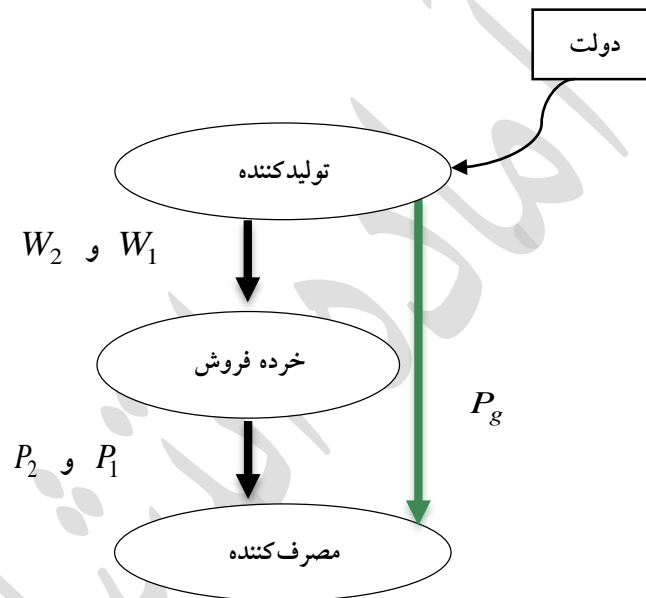 دولت
تولیدکننده
W₁ و W₂
خرده فروش
P_g
P₁ و P₂
مصرف‌کننده